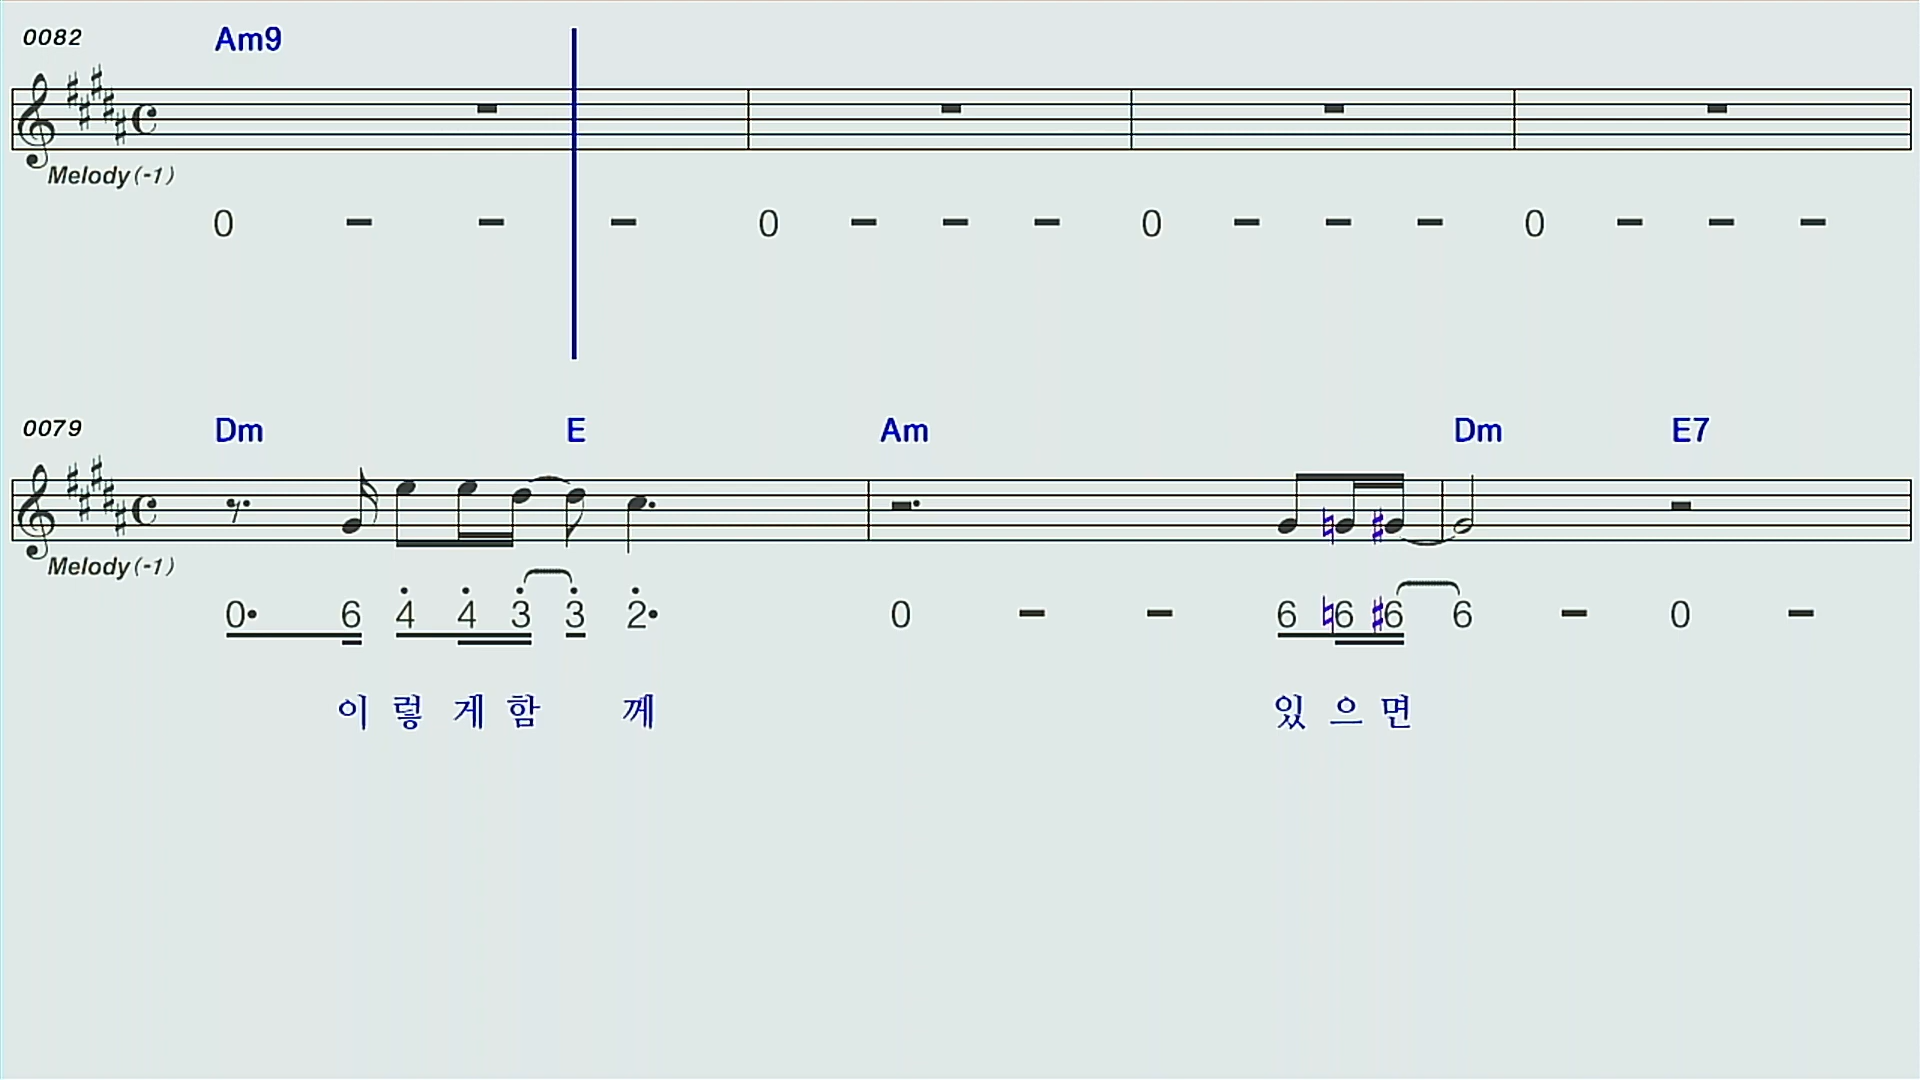 0082 Am9
Melody(-1)
0 - - - 0 - - - 0 - - - 0 - - -
0079 Dm E Am Dm E7
Melody(-1)
0• 6 4 4 3 3 2• 0 - - 6 ♮6 ♯6 6 - 0 -
이 렇 게 함 께 있 으 면